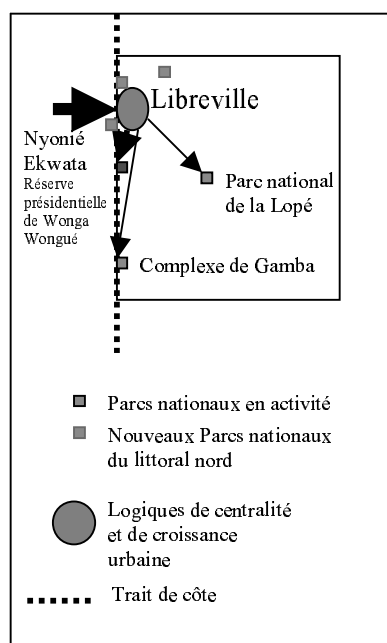 Libreville
Nyonié
Ekwata
Réserve
présidentielle
de Wonga
Wongué
Parc national
de la Lopé
Complexe de Gamba
Parcs nationaux en activité
Nouveaux Parcs nationaux
du littoral nord
Logiques de centralité
et de croissance
urbaine
Trait de côte